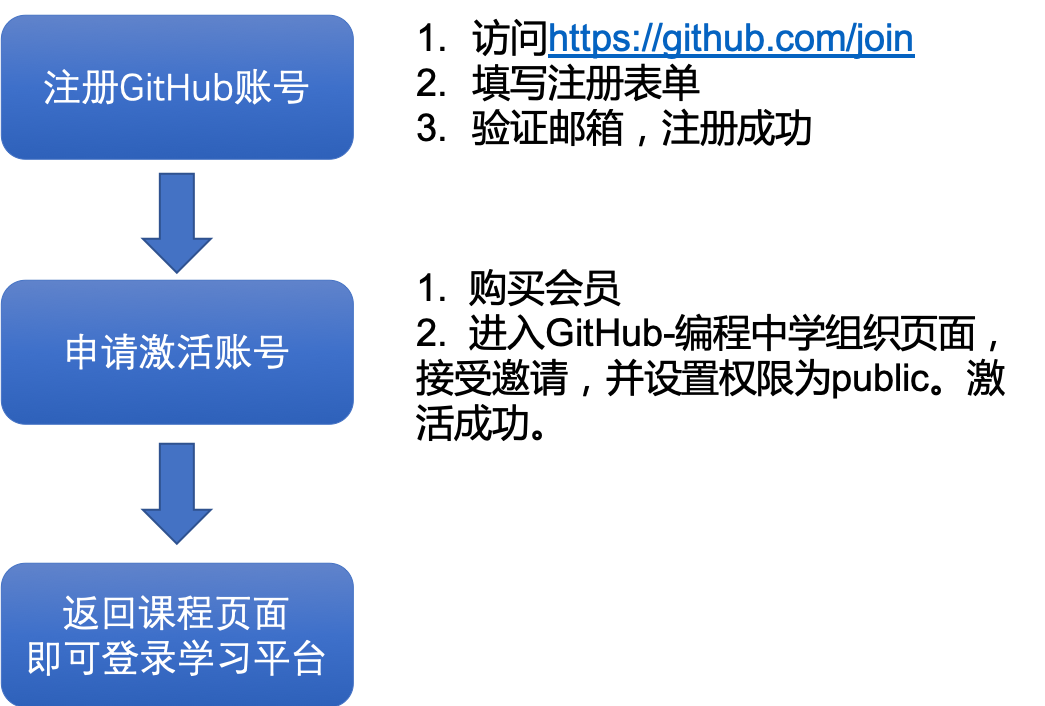 注册GitHub账号
1. 访问https://github.com/join
2. 填写注册表单
3. 验证邮箱，注册成功
申请激活账号
1. 购买会员
2. 进入GitHub-编程中学组织页面，
接受邀请，并设置权限为public。激
活成功。
返回课程页面
即可登录学习平台